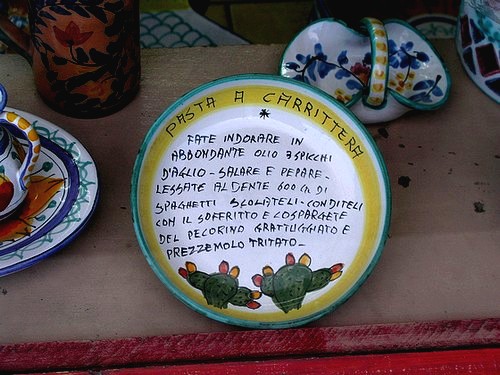 PASTA A CARRITTERA
*
FATE INDORARE IN
ABBONDANTE OLIO 3 SPICCHI
D'AGLIO - SALARE E PEPARE -
LESSATE AL DENTE 600 G. DI
SPAGHETTI SCOLATELI - CONDITELI
CON IL SOFFRITTO E COSPARGETE
DEL PECORINO GRATTUGGIATO E
PREZZEMOLO TRITATO -